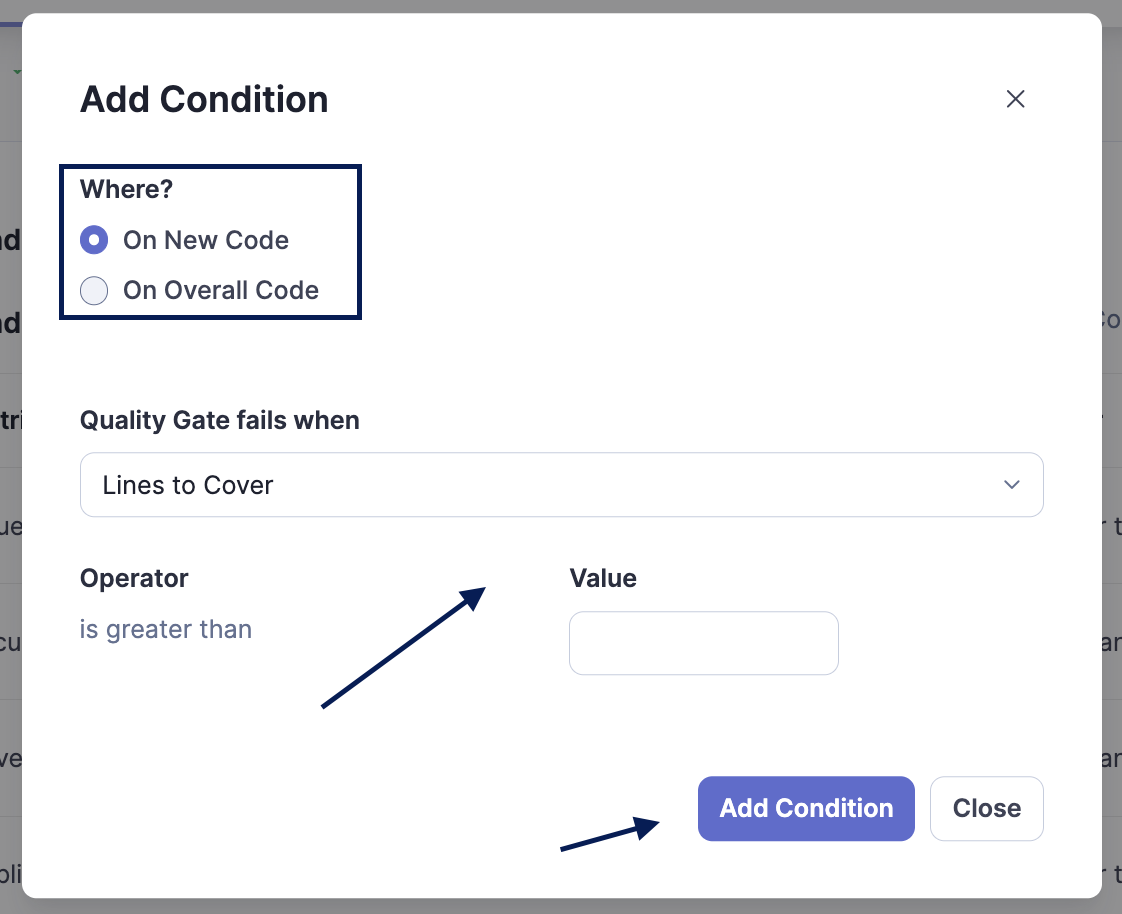 Add Condition
Where?
On New Code
On Overall Code
Quality Gate fails when
Lines to Cover
Operator
Value
is greater than
Add Condition
Close